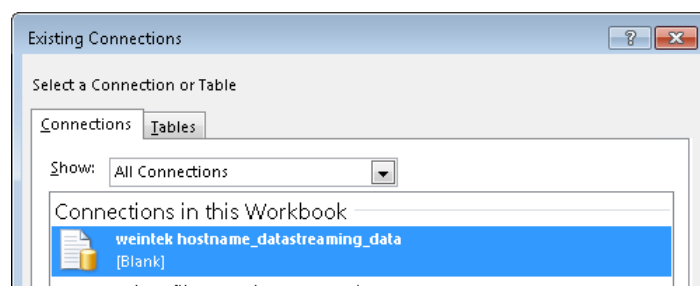 Existing Connections
Select a Connection or Table
Connections Tables
Show: All Connections
Connections in this Workbook
weintek hostname_datastreaming_data
[Blank]